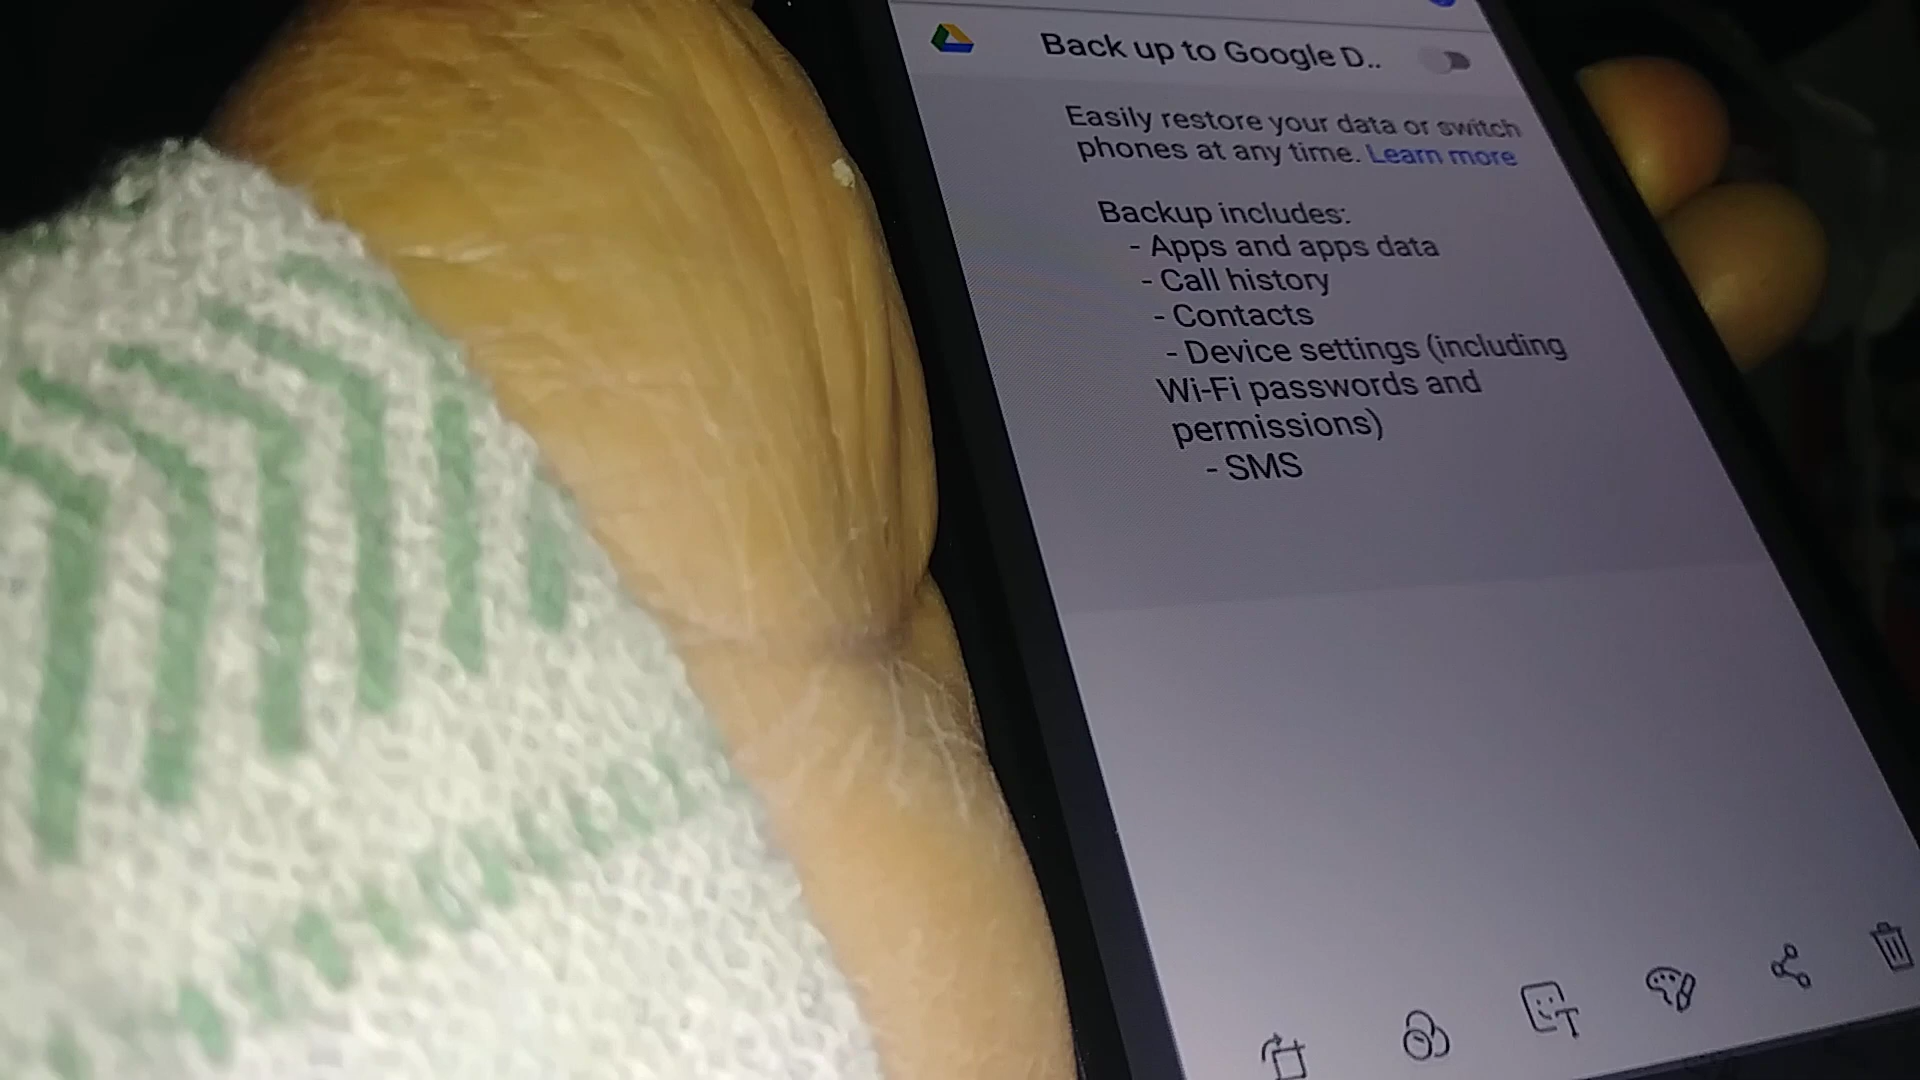 Back up to Google D..
Easily restore your data or switch
phones at any time. Learn more
Backup includes:
- Apps and apps data
- Call history
- Contacts
- Device settings (including
Wi-Fi passwords and
permissions)
- SMS